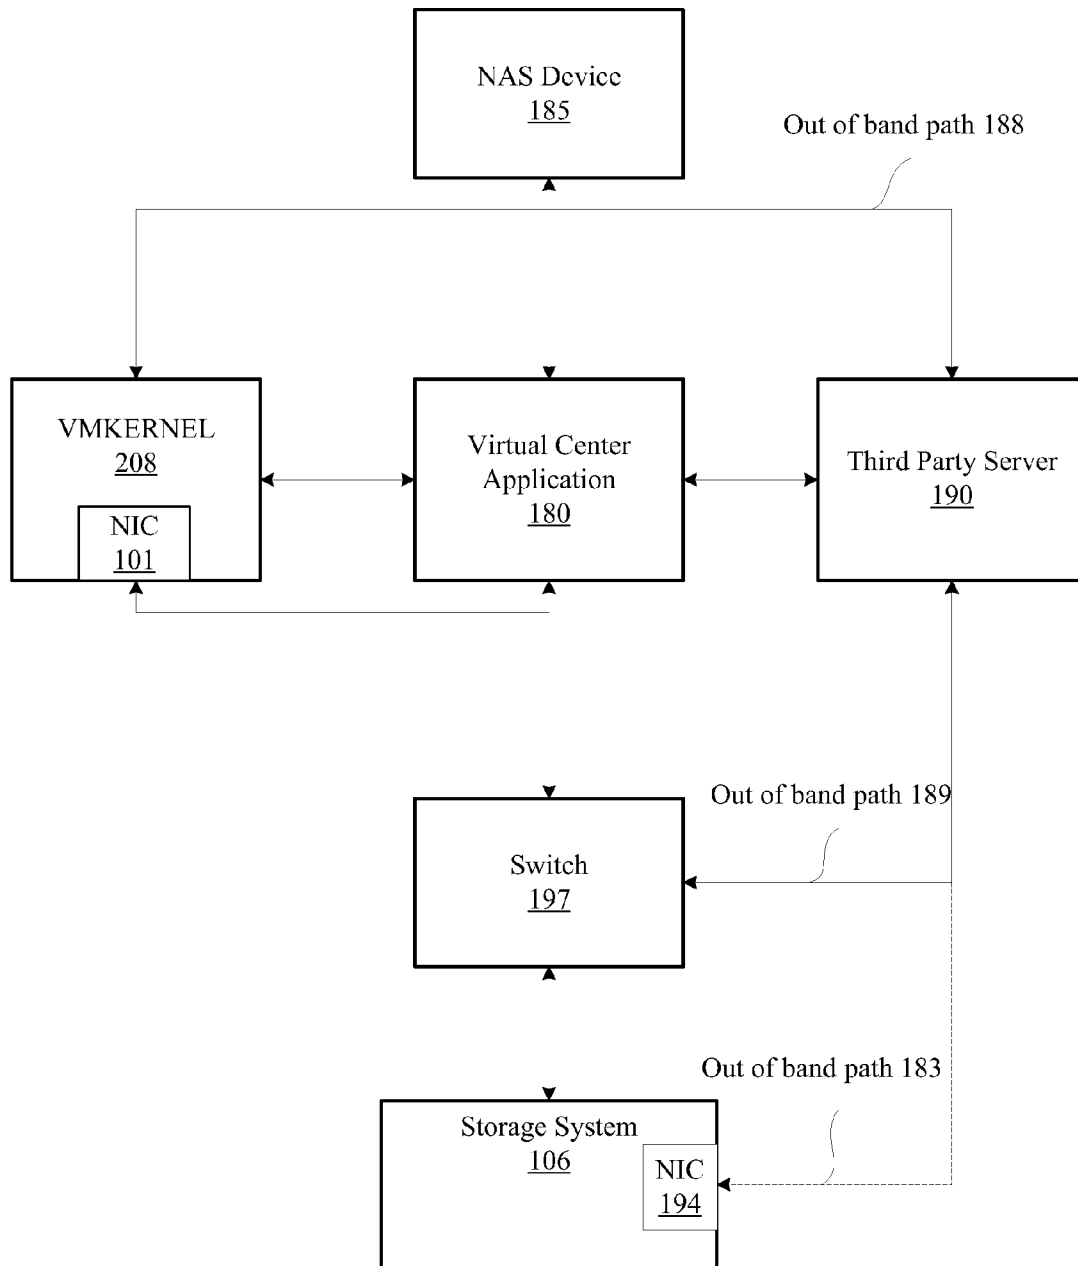 NAS Device
185
Out of band path 188
VMKERNEL
208
NIC
101
Virtual Center
Application
180
Third Party Server
190
Out of band path 189
Switch
197
Out of band path 183
Storage System
106
NIC
194